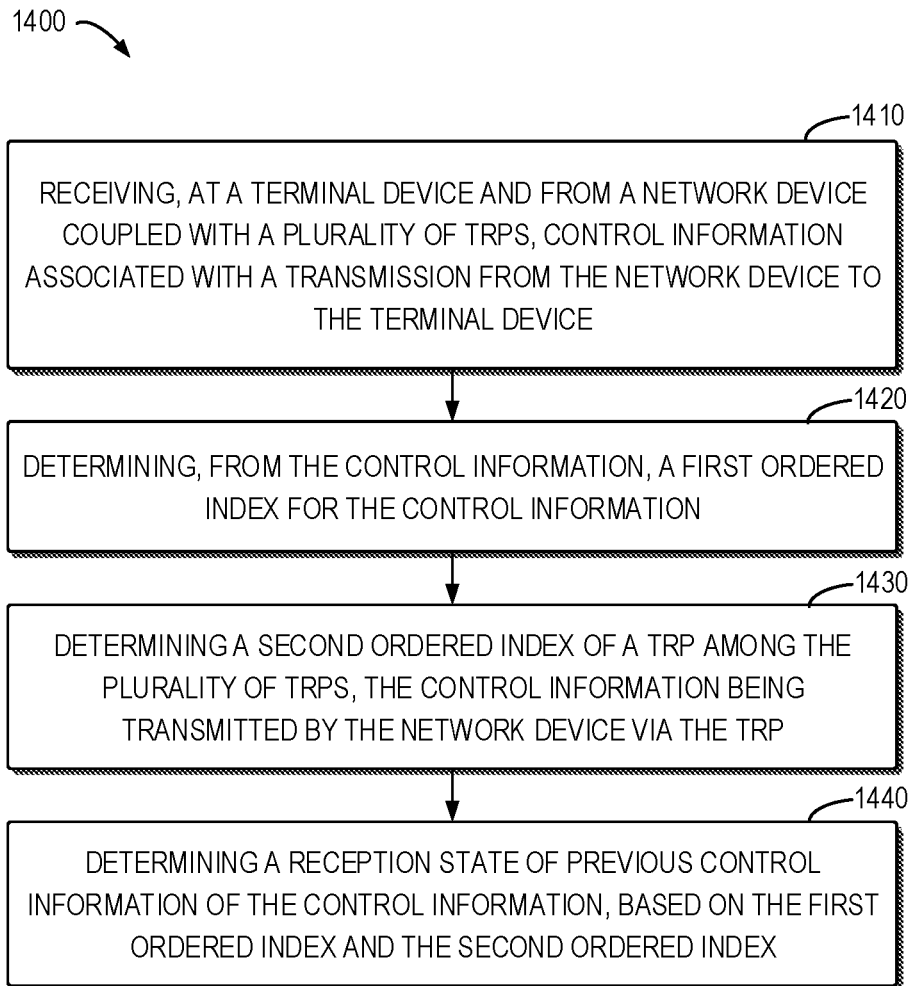 1400
1410
RECEIVING, AT A TERMINAL DEVICE AND FROM A NETWORK DEVICE
COUPLED WITH A PLURALITY OF TRPS, CONTROL INFORMATION
ASSOCIATED WITH A TRANSMISSION FROM THE NETWORK DEVICE TO
THE TERMINAL DEVICE
1420
DETERMINING, FROM THE CONTROL INFORMATION, A FIRST ORDERED
INDEX FOR THE CONTROL INFORMATION
1430
DETERMINING A SECOND ORDERED INDEX OF A TRP AMONG THE
PLURALITY OF TRPS, THE CONTROL INFORMATION BEING
TRANSMITTED BY THE NETWORK DEVICE VIA THE TRP
1440
DETERMINING A RECEPTION STATE OF PREVIOUS CONTROL
INFORMATION OF THE CONTROL INFORMATION, BASED ON THE FIRST
ORDERED INDEX AND THE SECOND ORDERED INDEX